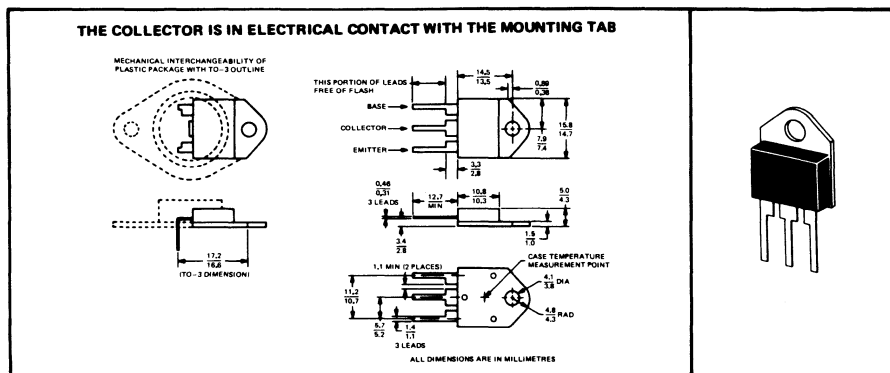 THE COLLECTOR IS IN ELECTRICAL CONTACT WITH THE MOUNTING TAB
MECHANICAL INTERCHANGEABILITY OF
PLASTIC PACKAGE WITH TO-3 OUTLINE
17,2
16,6
(TO-3 DIMENSION)
THIS PORTION OF LEADS
FREE OF FLASH
BASE
COLLECTOR
EMITTER
14,5
13,5
0,89
0,38
15,8
14,7
7,9
7,4
3,3
2,8
0,46
0,31
3 LEADS
12,7
MIN
10,8
10,3
5,0
4,3
3,4
2,8
1,5
1,0
1,1 MIN (2 PLACES)
CASE TEMPERATURE
MEASUREMENT POINT
4,1
3,8
DIA
4,8
4,3
RAD
11,2
10,7
5,7
5,2
1,4
1,1
3 LEADS
ALL DIMENSIONS ARE IN MILLIMETRES